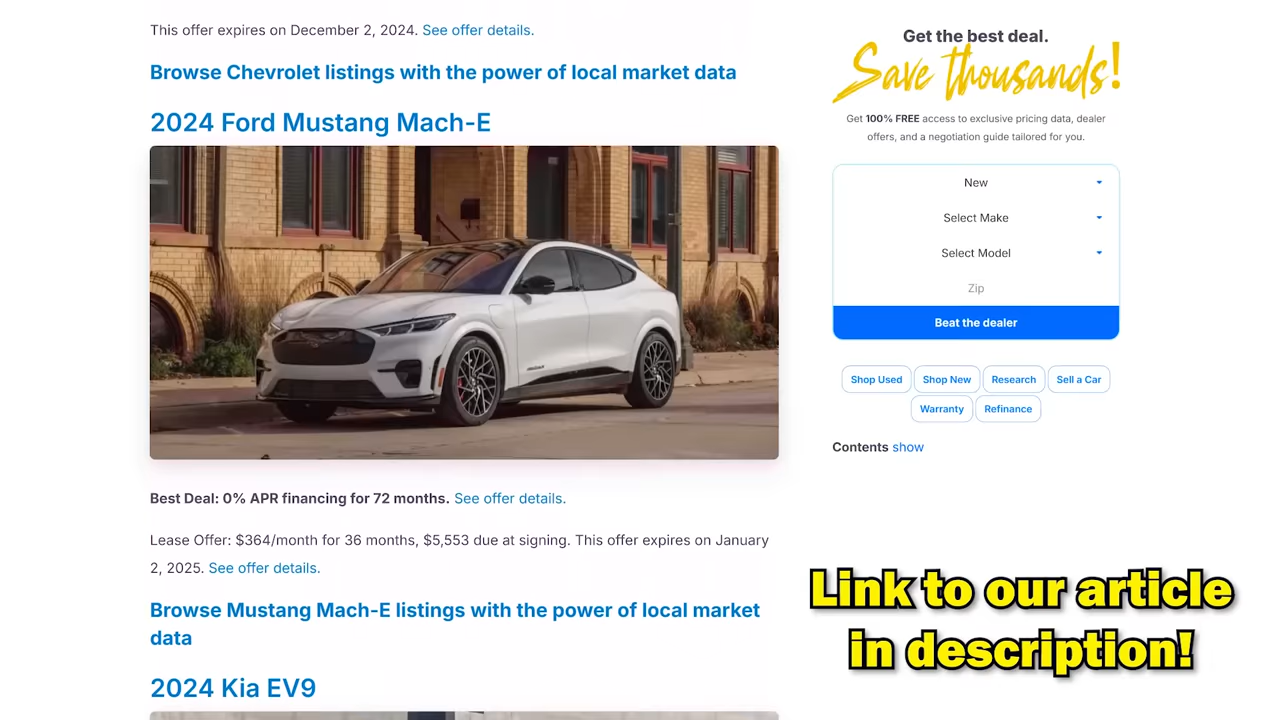 This offer expires on December 2, 2024. See offer details.
Browse Chevrolet listings with the power of local market data
2024 Ford Mustang Mach-E
Best Deal: 0% APR financing for 72 months. See offer details.
Lease Offer: $364/month for 36 months, $5,553 due at signing. This offer expires on January
2, 2025. See offer details.
Browse Mustang Mach-E listings with the power of local market
data
2024 Kia EV9
Get the best deal.
Save thousands!
Get 100% FREE access to exclusive pricing data, dealer
offers, and a negotiation guide tailored for you.
New
Select Make
Select Model
Zip
Beat the dealer
Shop Used
Shop New
Research
Sell a Car
Warranty
Refinance
Contents show
Link to our article
in description!